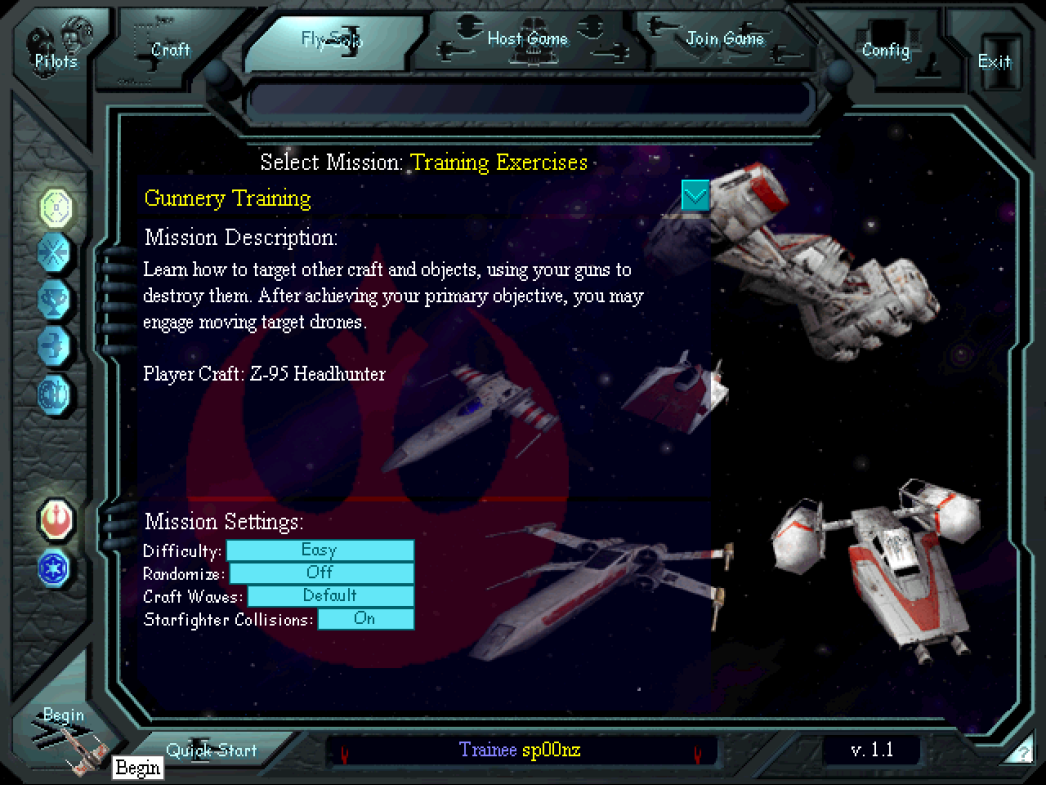 Pilots
Craft
Fly Solo
Host Game
Join Game
Config
Exit
Select Mission: Training Exercises
Gunnery Training
Mission Description:
Learn how to target other craft and objects, using your guns to
destroy them. After achieving your primary objective, you may
engage moving target drones.
Player Craft: Z-95 Headhunter
Mission Settings:
Difficulty: Easy
Randomize: Off
Craft Waves: Default
Starfighter Collisions: On
Begin
Quick Start
Trainee sp00nz
v. 1.1
?
Begin